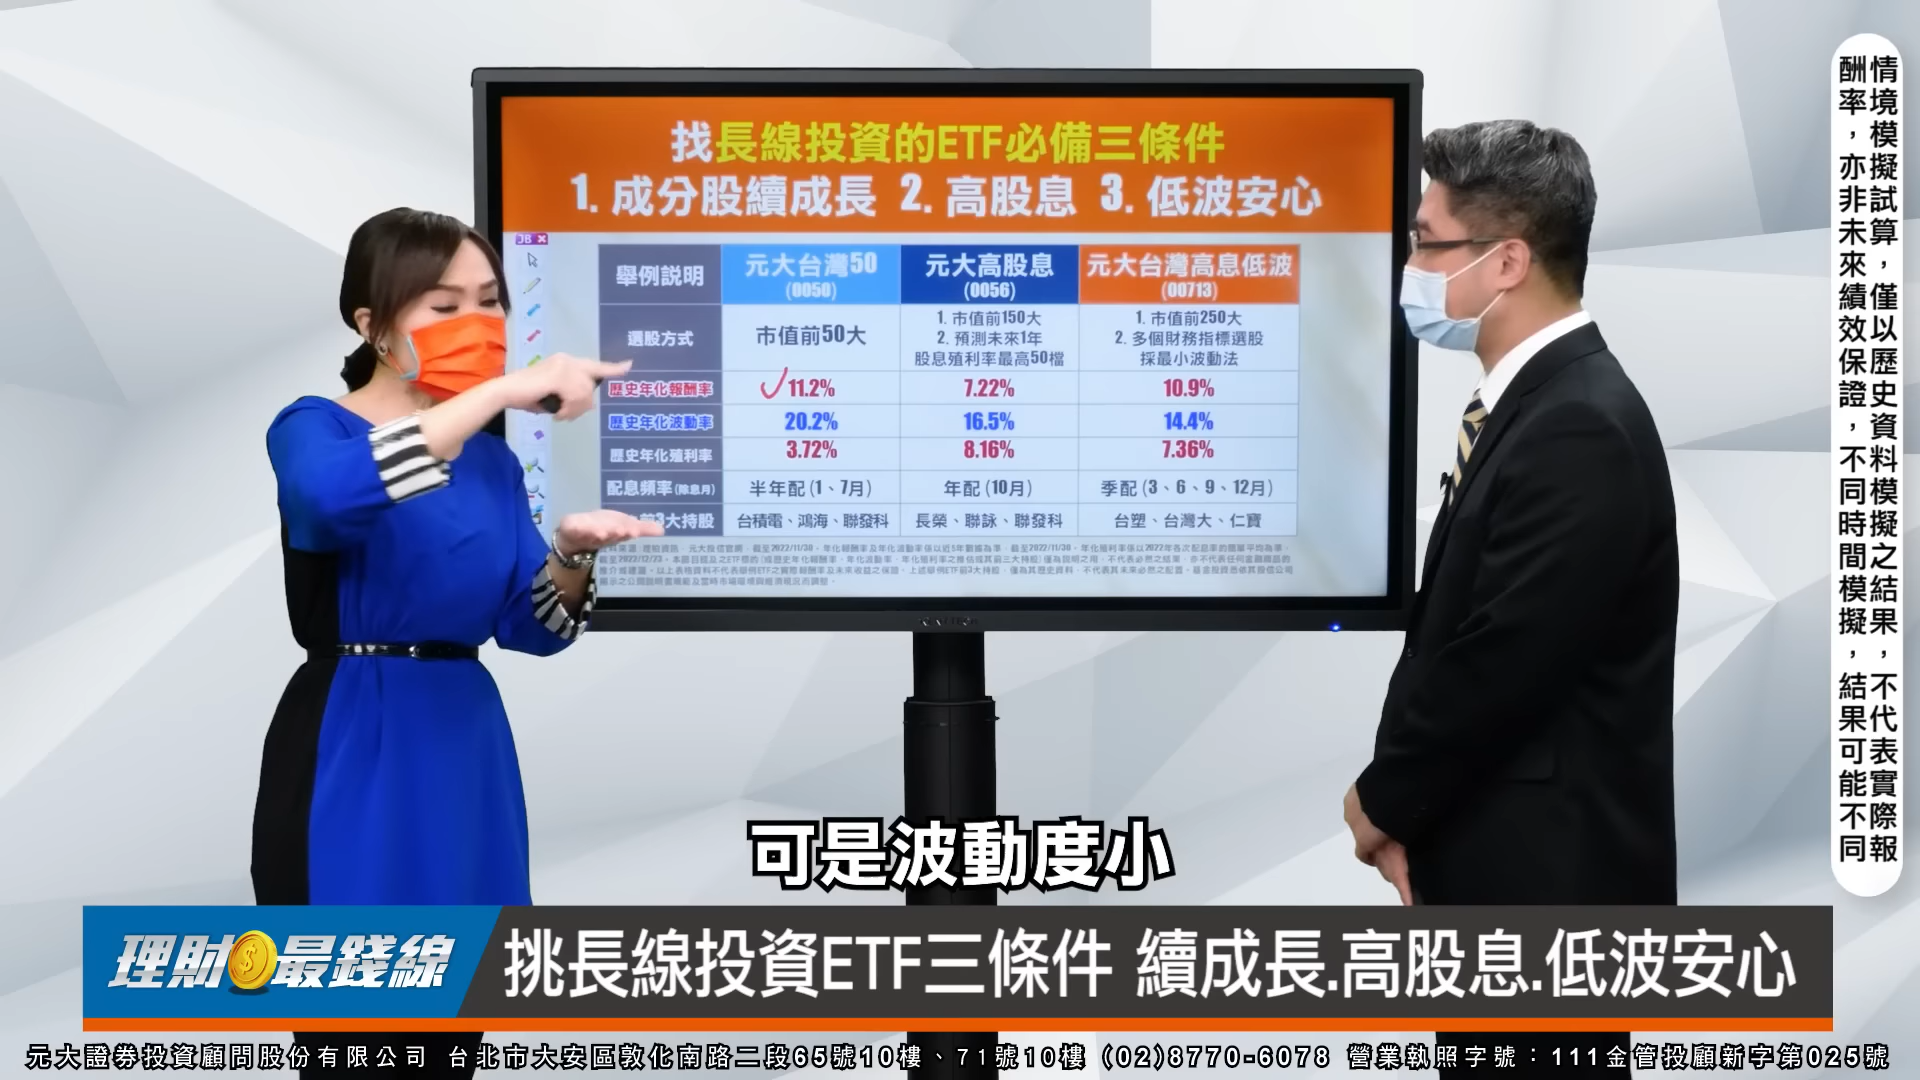 找長線投資的ETF必備三條件
1. 成分股續成長 2. 高股息 3. 低波安心
JB
舉例説明 元大台灣50 (0050) 元大高股息 (0056) 元大台灣高息低波 (00713)
選股方式 市值前50大 1. 市值前150大 2. 預測未來1年 股息殖利率最高50檔 1. 市值前250大 2. 多個財務指標選股 採最小波動法
歷史年化報酬率 11.2% 7.22% 10.9%
歷史年化波動率 20.2% 16.5% 14.4%
歷史年化殖利率 3.72% 8.16% 7.36%
配息頻率(除息月) 半年配 (1、7月) 年配 (10月) 季配 (3、6、9、12月)
前3大持股 台積電、鴻海、聯發科 長榮、聯詠、聯發科 台塑、台灣大、仁寶
情境模擬試算，僅以歷史資料模擬之結果，不代表實際報
酬率，亦非未來績效保證，不同時間模擬，結果可能不同
可是波動度小
理財最錢線
挑長線投資ETF三條件 續成長.高股息.低波安心
元大證券投資顧問股份有限公司 台北市大安區敦化南路二段65號10樓、71號10樓 (02)8770-6078 營業執照字號：111金管投顧新字第025號